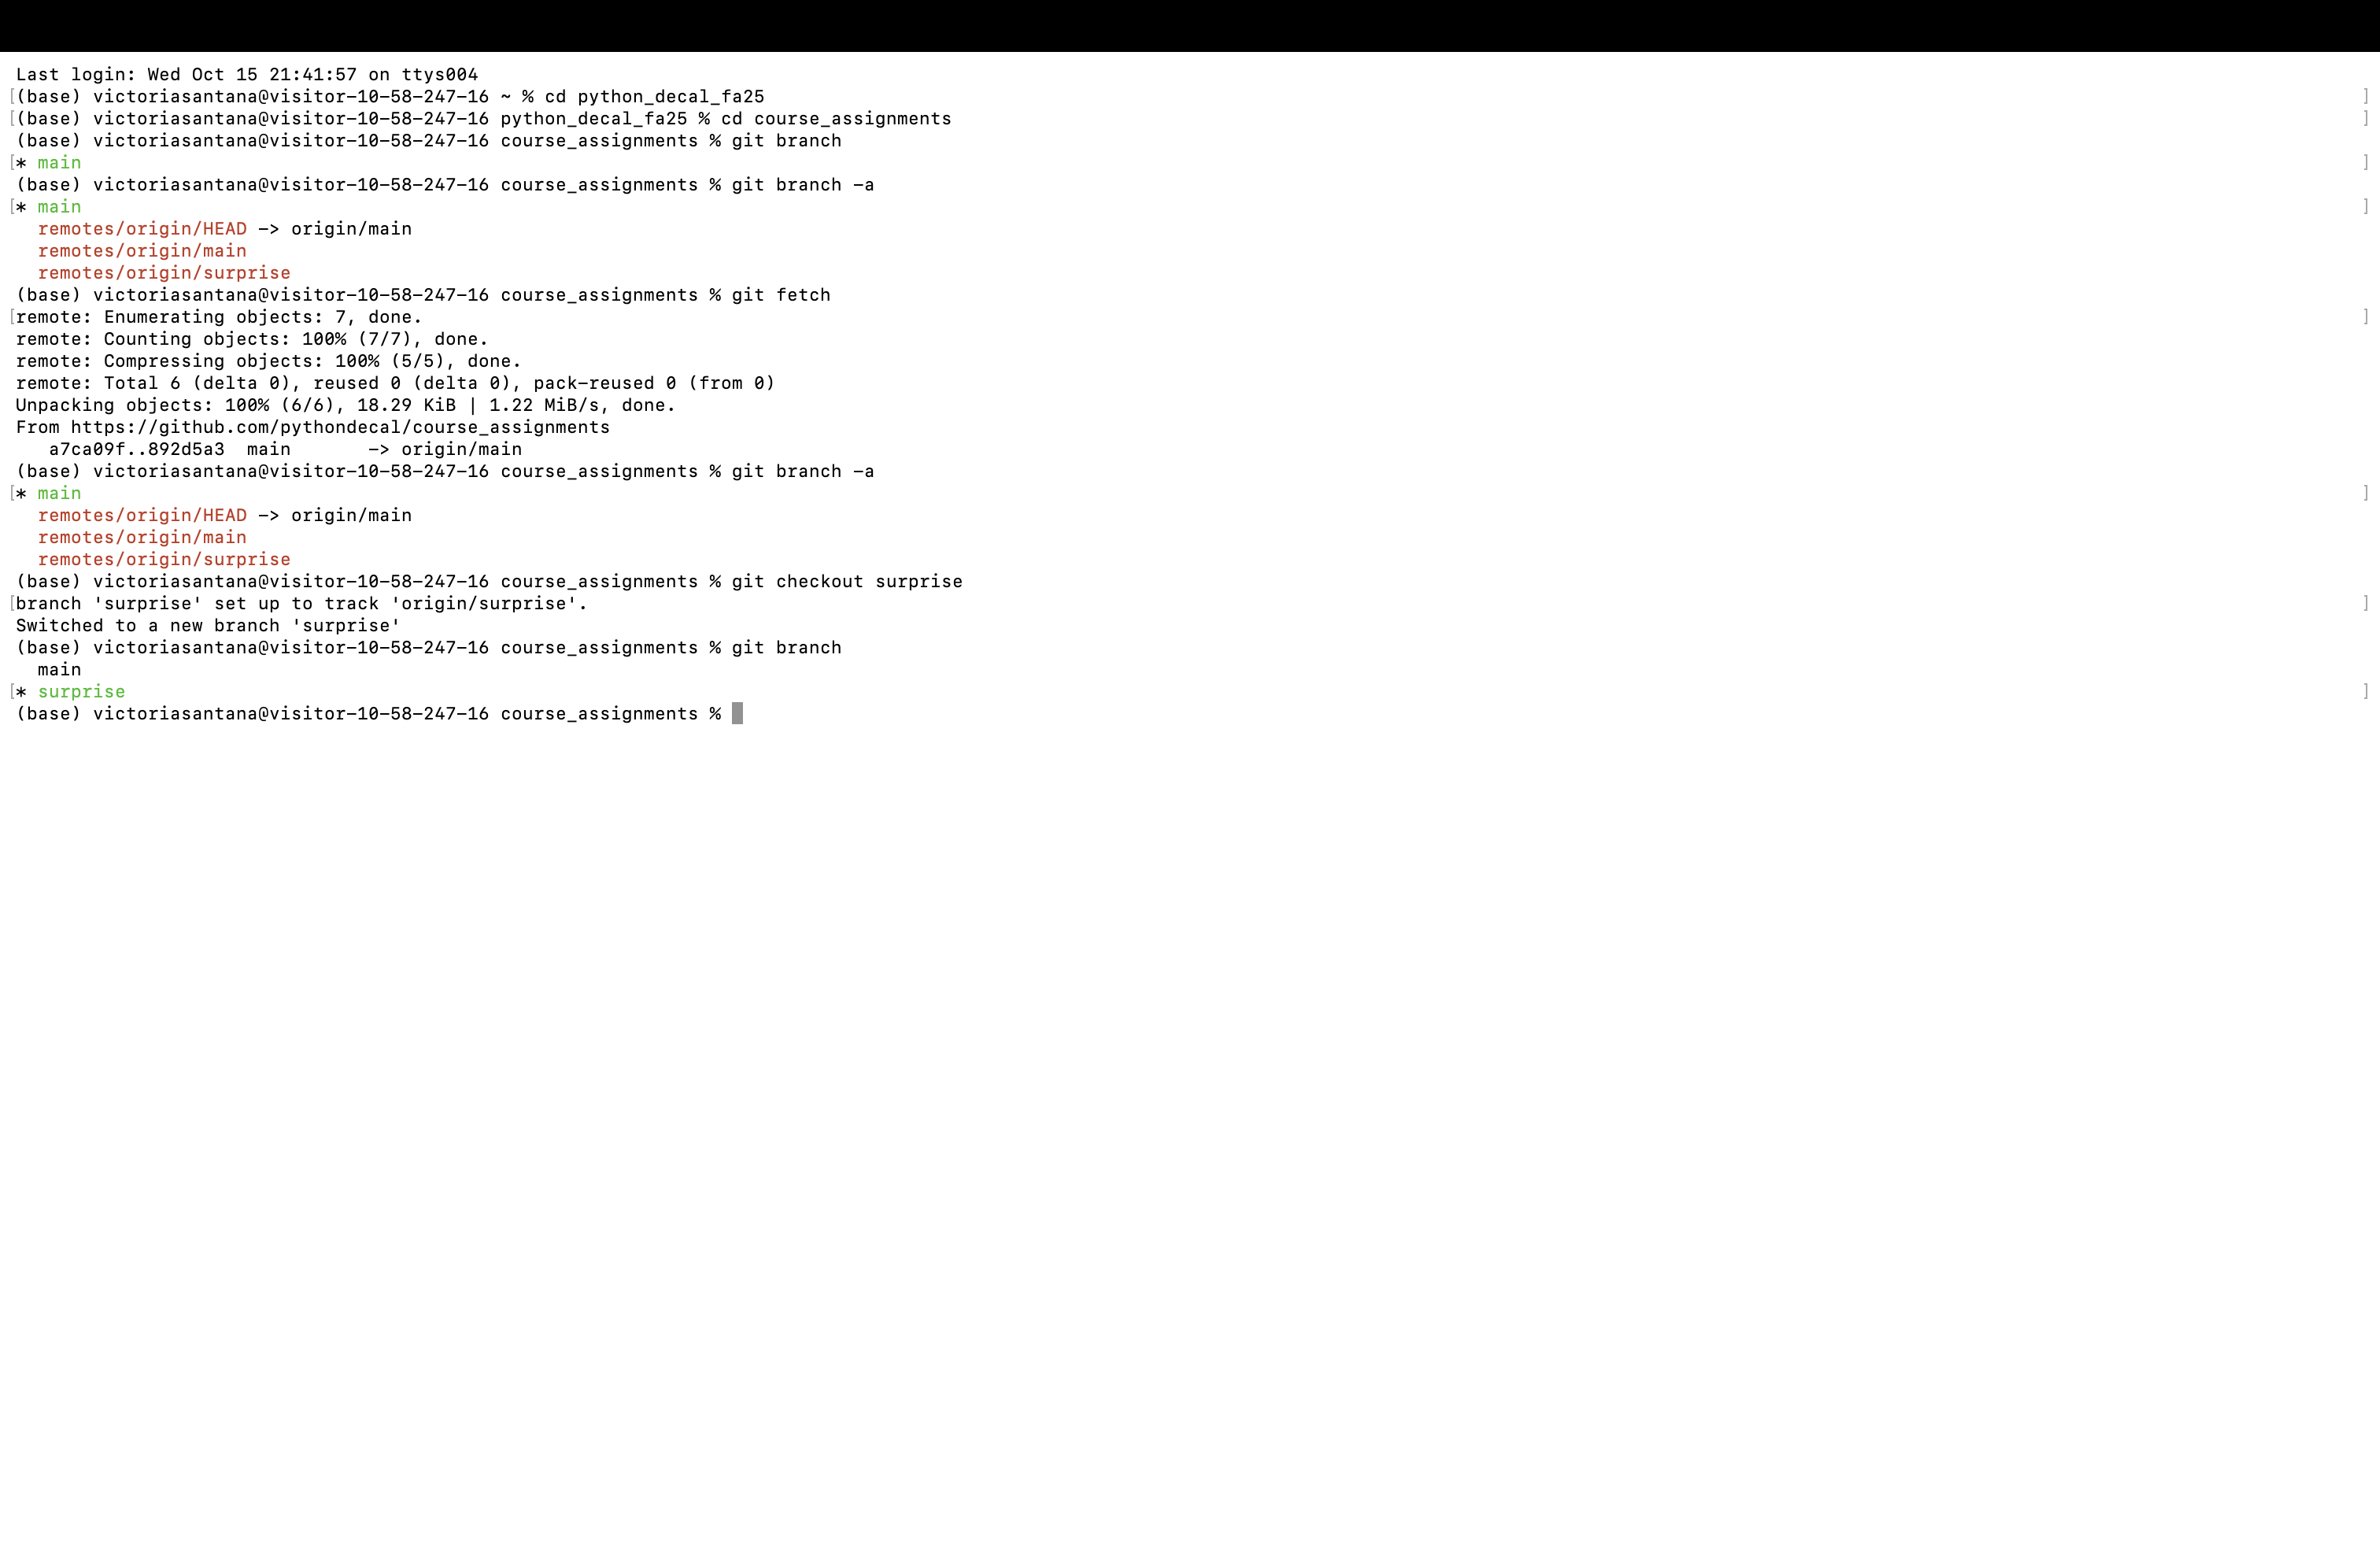 Last login: Wed Oct 15 21:41:57 on ttys004
[(base) victoriasantana@visitor-10-58-247-16 ~ % cd python_decal_fa25 ]
[(base) victoriasantana@visitor-10-58-247-16 python_decal_fa25 % cd course_assignments ]
(base) victoriasantana@visitor-10-58-247-16 course_assignments % git branch
[* main ]
(base) victoriasantana@visitor-10-58-247-16 course_assignments % git branch -a
[* main ]
  remotes/origin/HEAD -> origin/main
  remotes/origin/main
  remotes/origin/surprise
(base) victoriasantana@visitor-10-58-247-16 course_assignments % git fetch
[remote: Enumerating objects: 7, done. ]
remote: Counting objects: 100% (7/7), done.
remote: Compressing objects: 100% (5/5), done.
remote: Total 6 (delta 0), reused 0 (delta 0), pack-reused 0 (from 0)
Unpacking objects: 100% (6/6), 18.29 KiB | 1.22 MiB/s, done.
From https://github.com/pythondecal/course_assignments
   a7ca09f..892d5a3  main       -> origin/main
(base) victoriasantana@visitor-10-58-247-16 course_assignments % git branch -a
[* main ]
  remotes/origin/HEAD -> origin/main
  remotes/origin/main
  remotes/origin/surprise
(base) victoriasantana@visitor-10-58-247-16 course_assignments % git checkout surprise
[branch 'surprise' set up to track 'origin/surprise'. ]
Switched to a new branch 'surprise'
(base) victoriasantana@visitor-10-58-247-16 course_assignments % git branch
  main
[* surprise ]
(base) victoriasantana@visitor-10-58-247-16 course_assignments %